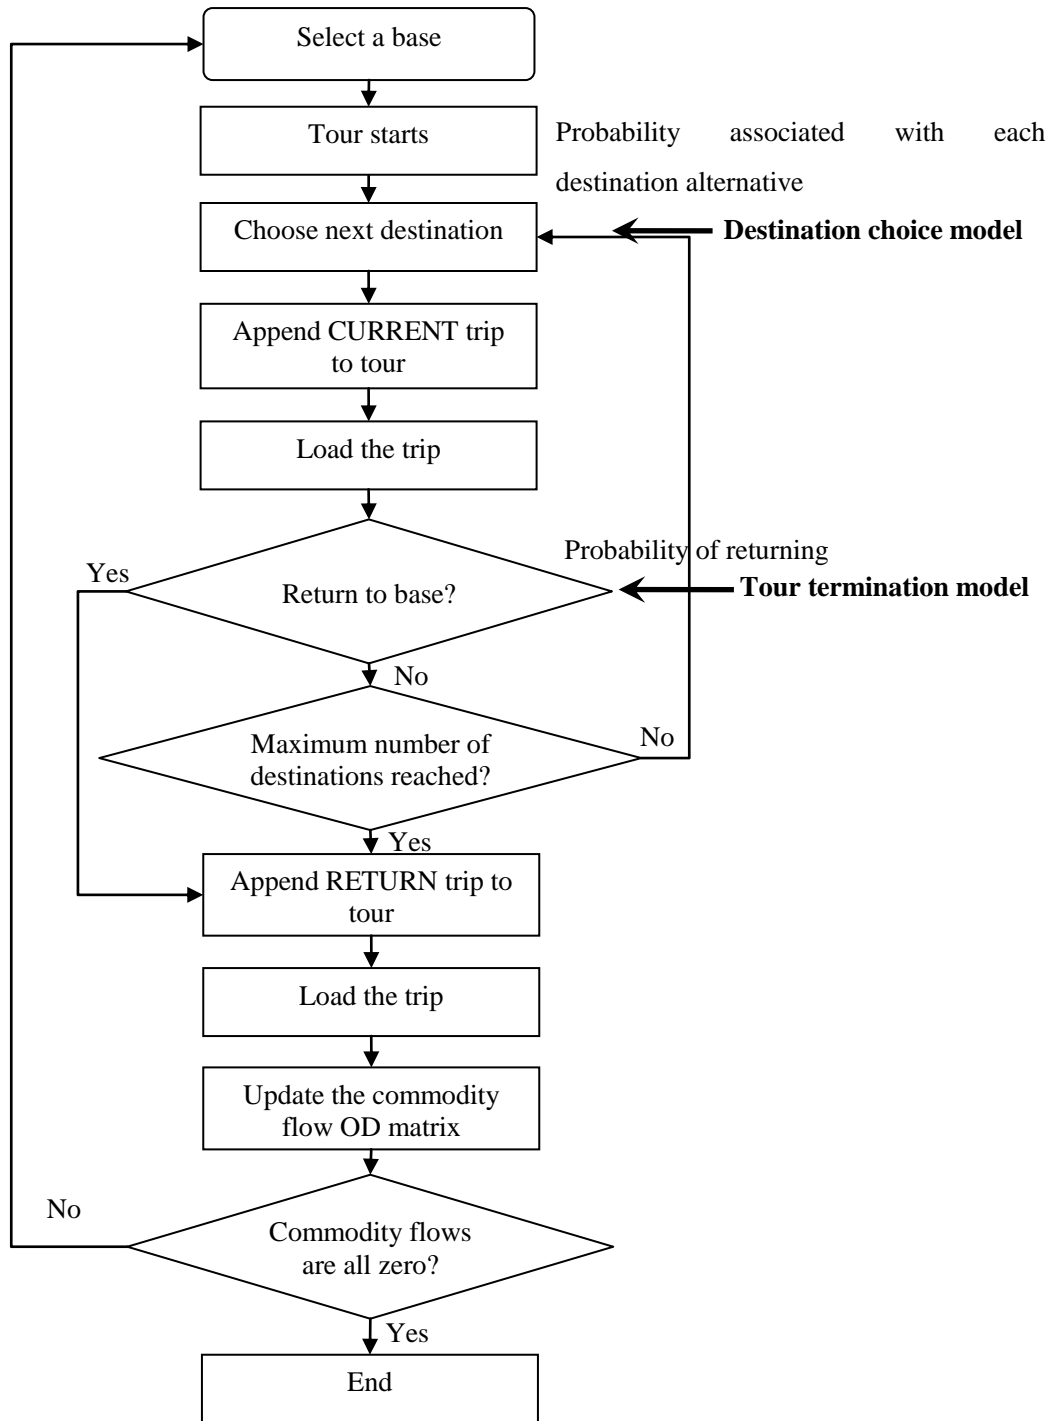 Select a base
Tour starts
Probability associated with each
destination alternative
Choose next destination
Destination choice model
Append CURRENT trip
to tour
Load the trip
Probability of returning
Yes
Return to base?
Tour termination model
No
Maximum number of
destinations reached?
No
Yes
Append RETURN trip to
tour
Load the trip
Update the commodity
flow OD matrix
No
Commodity flows
are all zero?
Yes
End